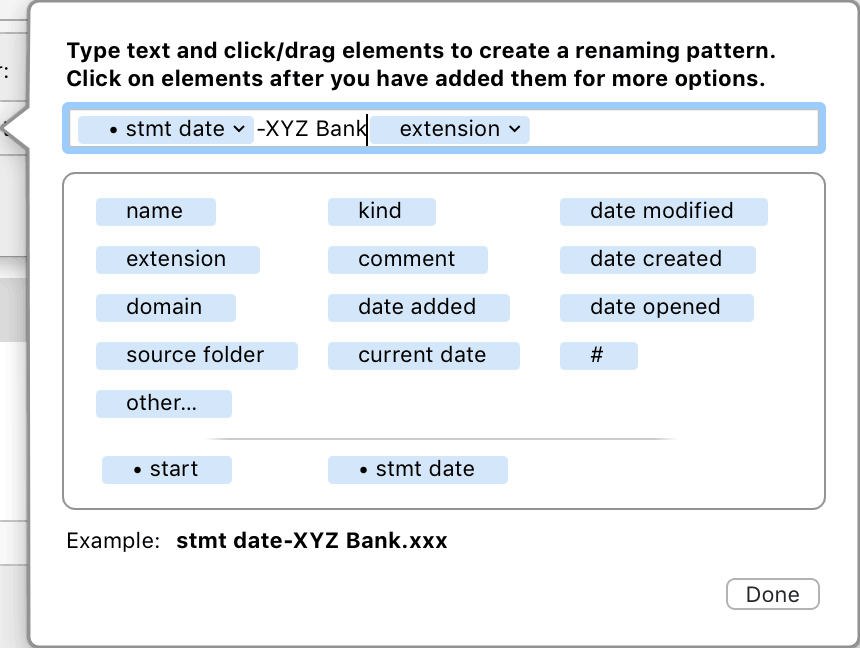 Type text and click/drag elements to create a renaming pattern.
Click on elements after you have added them for more options.
• stmt date -XYZ Bank extension
name kind date modified
extension comment date created
domain date added date opened
source folder current date #
other...
• start • stmt date
Example: stmt date-XYZ Bank.xxx
Done